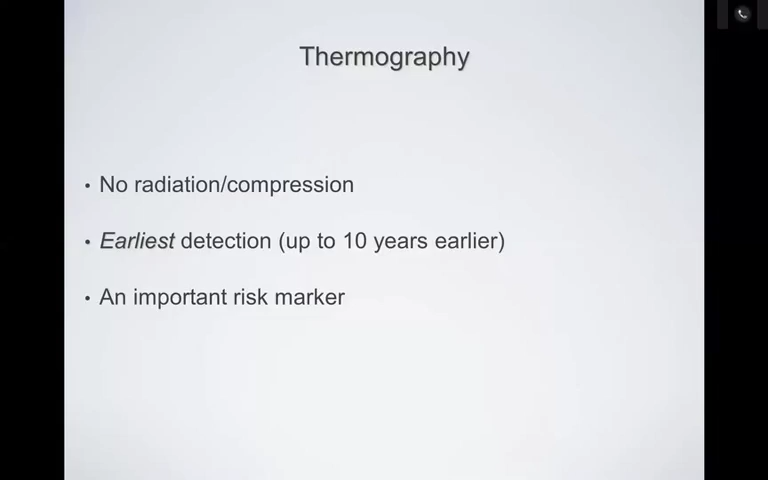 Thermography
• No radiation/compression
• Earliest detection (up to 10 years earlier)
• An important risk marker